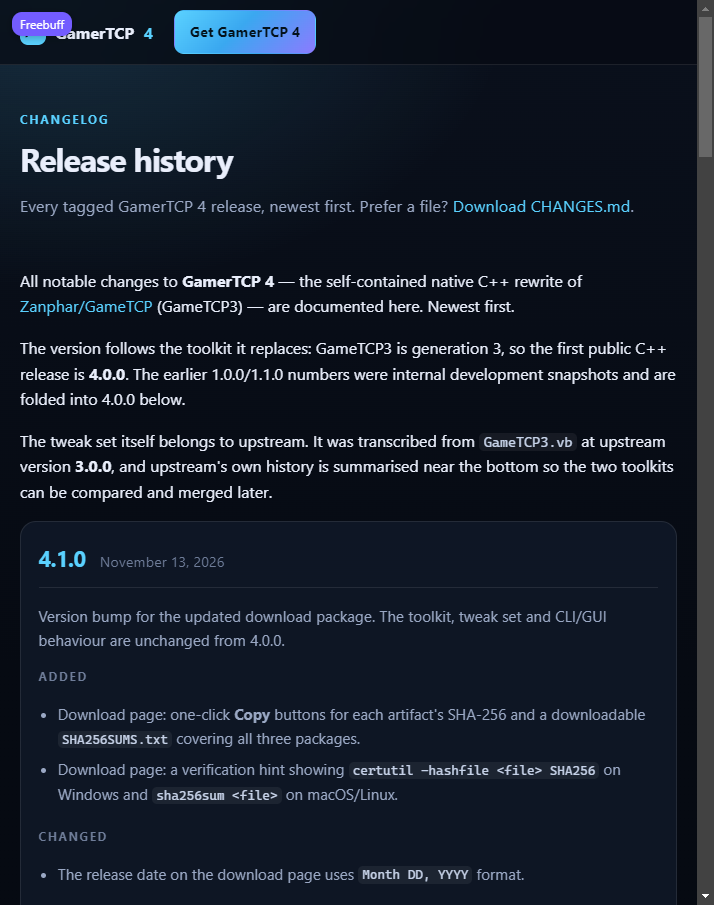 Freebuff
GamerTCP 4
Get GamerTCP 4
CHANGELOG
Release history
Every tagged GamerTCP 4 release, newest first. Prefer a file? Download CHANGES.md.
All notable changes to GamerTCP 4 — the self-contained native C++ rewrite of
Zanphar/GameTCP (GameTCP3) — are documented here. Newest first.
The version follows the toolkit it replaces: GameTCP3 is generation 3, so the first public C++
release is 4.0.0. The earlier 1.0.0/1.1.0 numbers were internal development snapshots and are
folded into 4.0.0 below.
The tweak set itself belongs to upstream. It was transcribed from GameTCP3.vb at upstream
version 3.0.0, and upstream's own history is summarised near the bottom so the two toolkits
can be compared and merged later.
4.1.0 November 13, 2026
Version bump for the updated download package. The toolkit, tweak set and CLI/GUI
behaviour are unchanged from 4.0.0.
ADDED
• Download page: one-click Copy buttons for each artifact's SHA-256 and a downloadable
SHA256SUMS.txt covering all three packages.
• Download page: a verification hint showing certutil -hashfile <file> SHA256 on
Windows and sha256sum <file> on macOS/Linux.
CHANGED
• The release date on the download page uses Month DD, YYYY format.